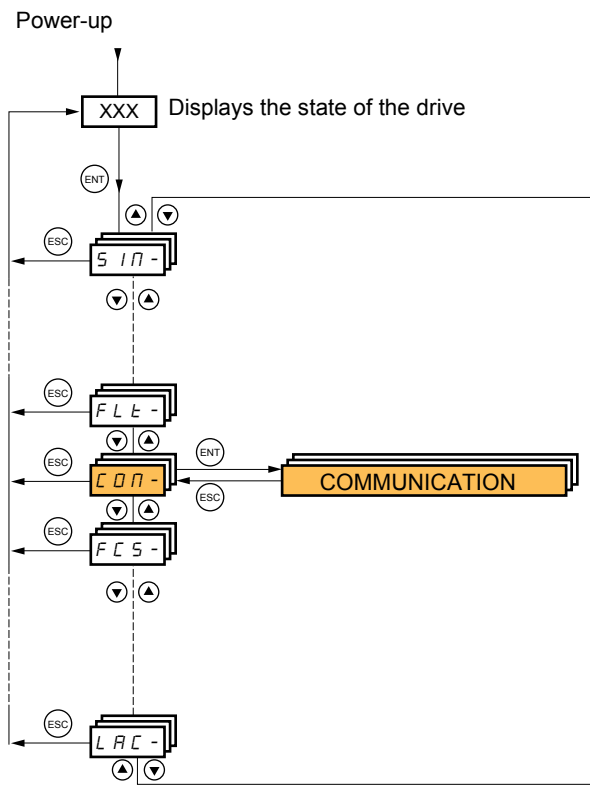 Power-up
XXX Displays the state of the drive
ENT
ESC
SIM-
ESC
FLt-
ESC
ENT
COM-
COMMUNICATION
ESC
ESC
FCS-
ESC
LAC-